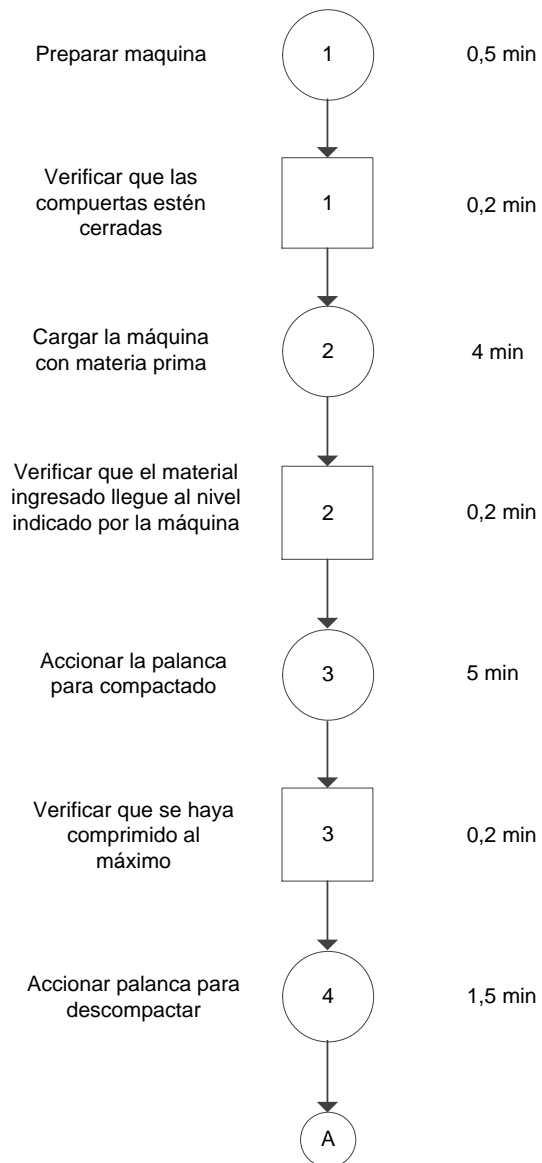 Preparar maquina
1
0,5 min
Verificar que las
compuertas estén
cerradas
1
0,2 min
Cargar la máquina
con materia prima
2
4 min
Verificar que el material
ingresado llegue al nivel
indicado por la máquina
2
0,2 min
Accionar la palanca
para compactado
3
5 min
Verificar que se haya
comprimido al
máximo
3
0,2 min
Accionar palanca para
descompactar
4
1,5 min
A